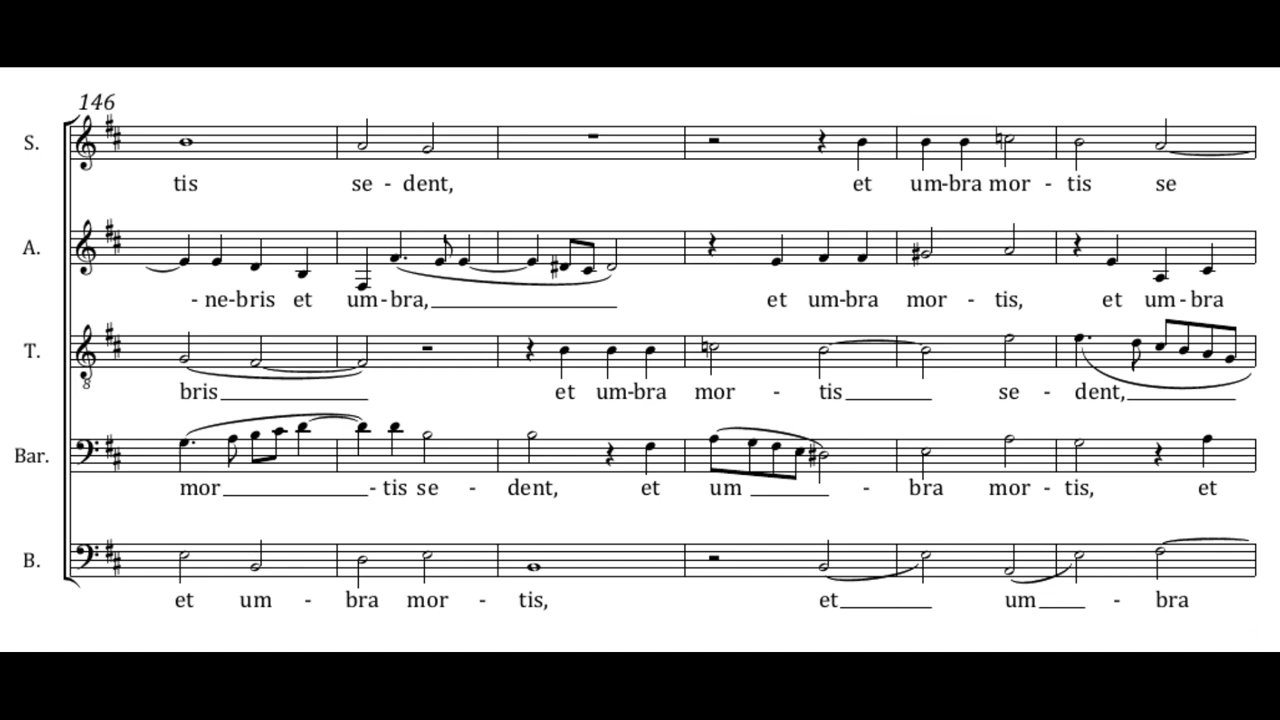 146
S.
tis se - dent, et um-bra mor - tis se
A.
- ne-bris et um-bra, et um-bra mor - tis, et um-bra
T.
8
bris et um-bra mor - tis se - dent,
Bar.
mor - tis se - dent, et um - bra mor - tis, et
B.
et um - bra mor - tis, et um - bra